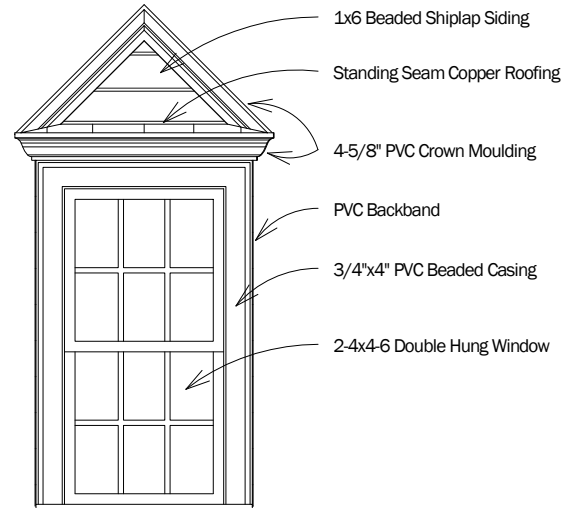 1x6 Beaded Shiplap Siding
Standing Seam Copper Roofing
4-5/8" PVC Crown Moulding
PVC Backband
3/4"x4" PVC Beaded Casing
2-4x4-6 Double Hung Window